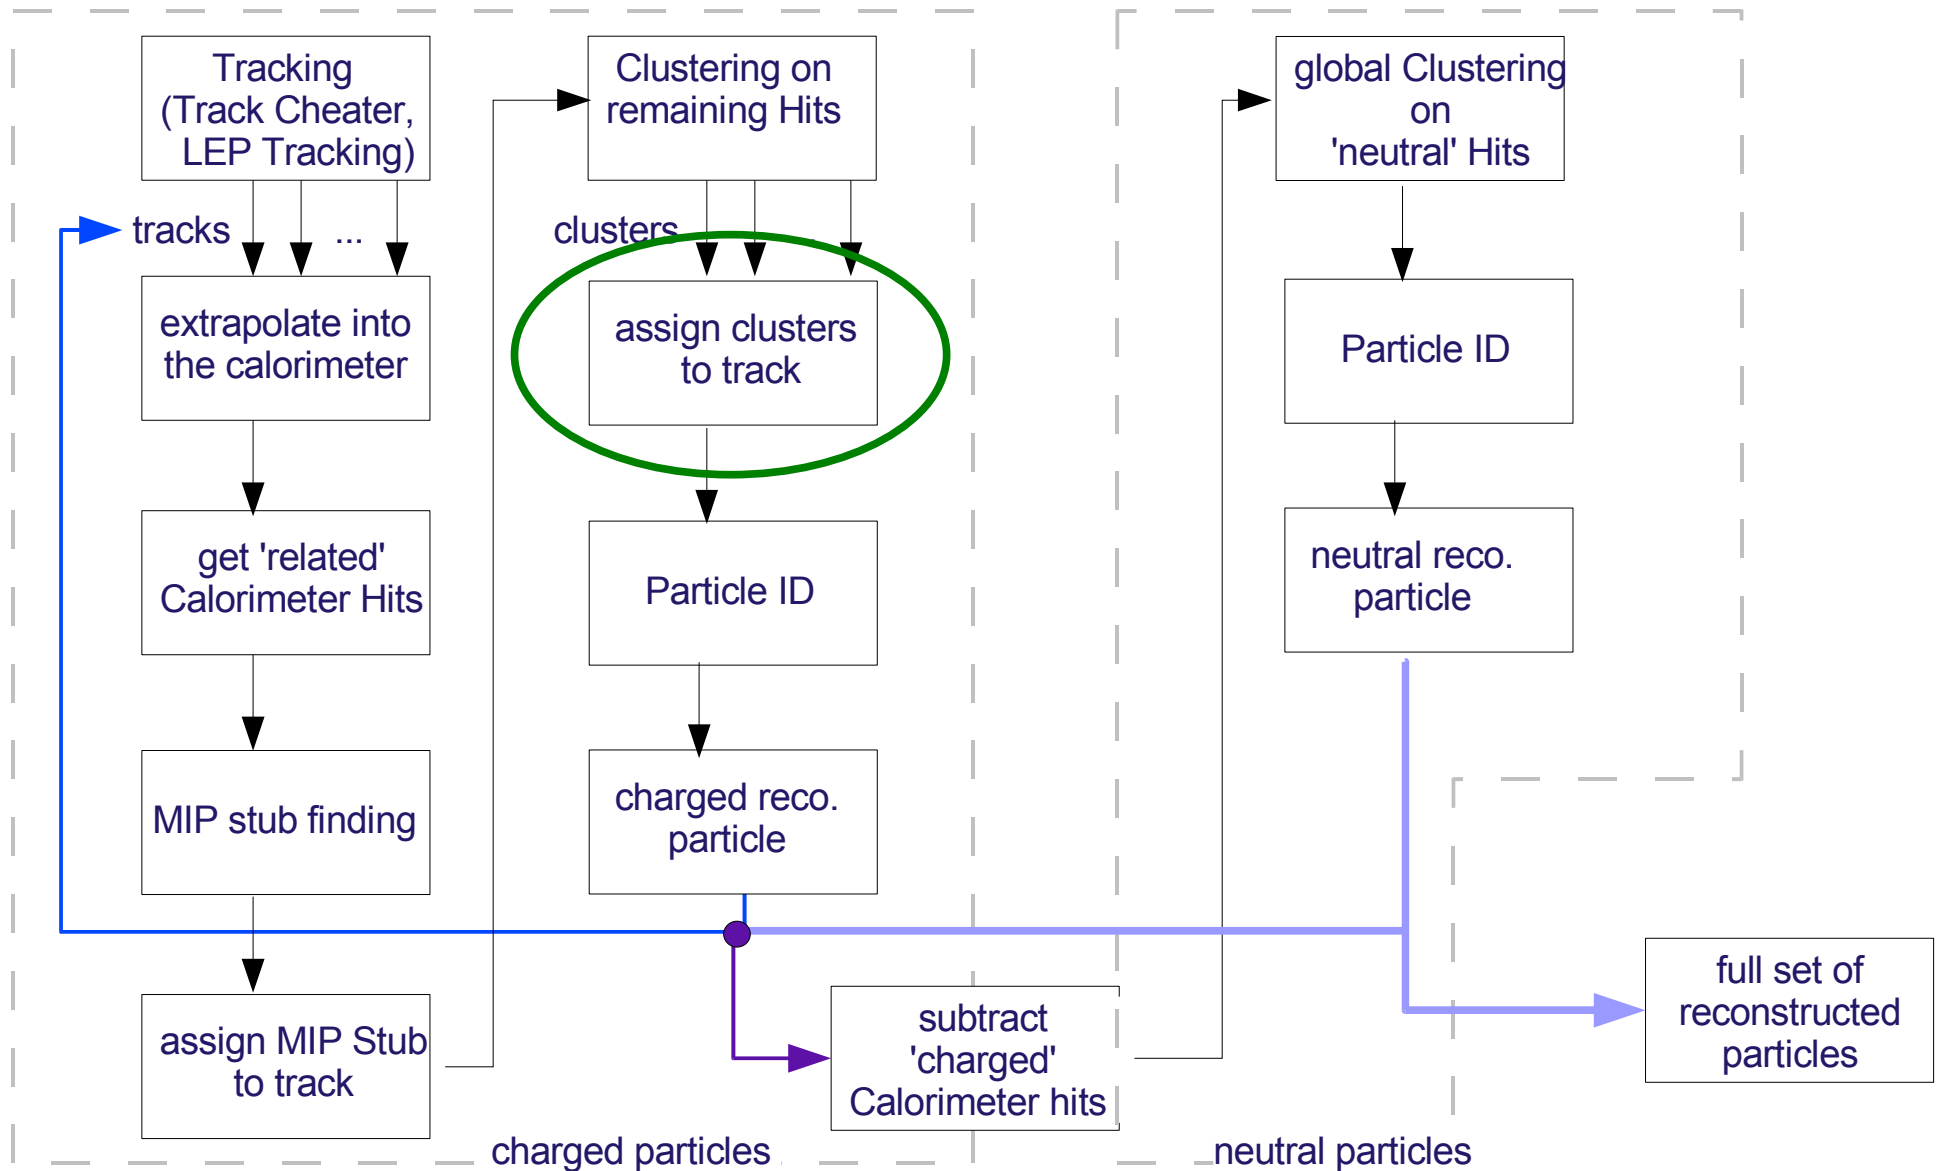 Tracking
(Track Cheater,
LEP Tracking)
tracks
...
extrapolate into
the calorimeter
get 'related'
Calorimeter Hits
MIP stub finding
assign MIP Stub
to track
Clustering on
remaining Hits
clusters
assign clusters
to track
Particle ID
charged reco.
particle
subtract
'charged'
Calorimeter hits
charged particles
global Clustering
on
'neutral' Hits
Particle ID
neutral reco.
particle
neutral particles
full set of
reconstructed
particles